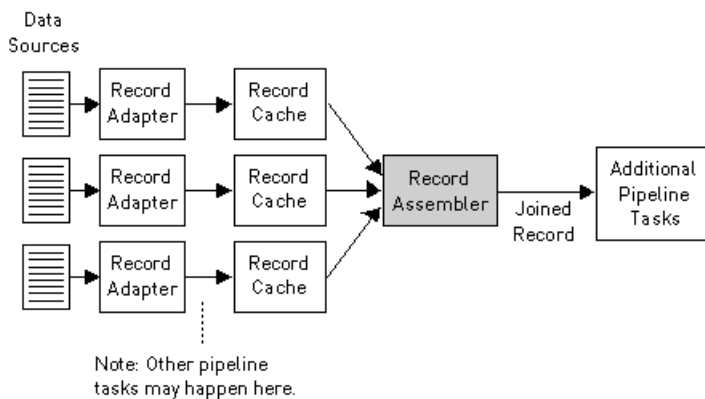 Data
Sources
Record
Adapter
Record
Cache
Record
Adapter
Record
Cache
Record
Assembler
Joined
Record
Additional
Pipeline
Tasks
Record
Adapter
Record
Cache
Note: Other pipeline
tasks may happen here.